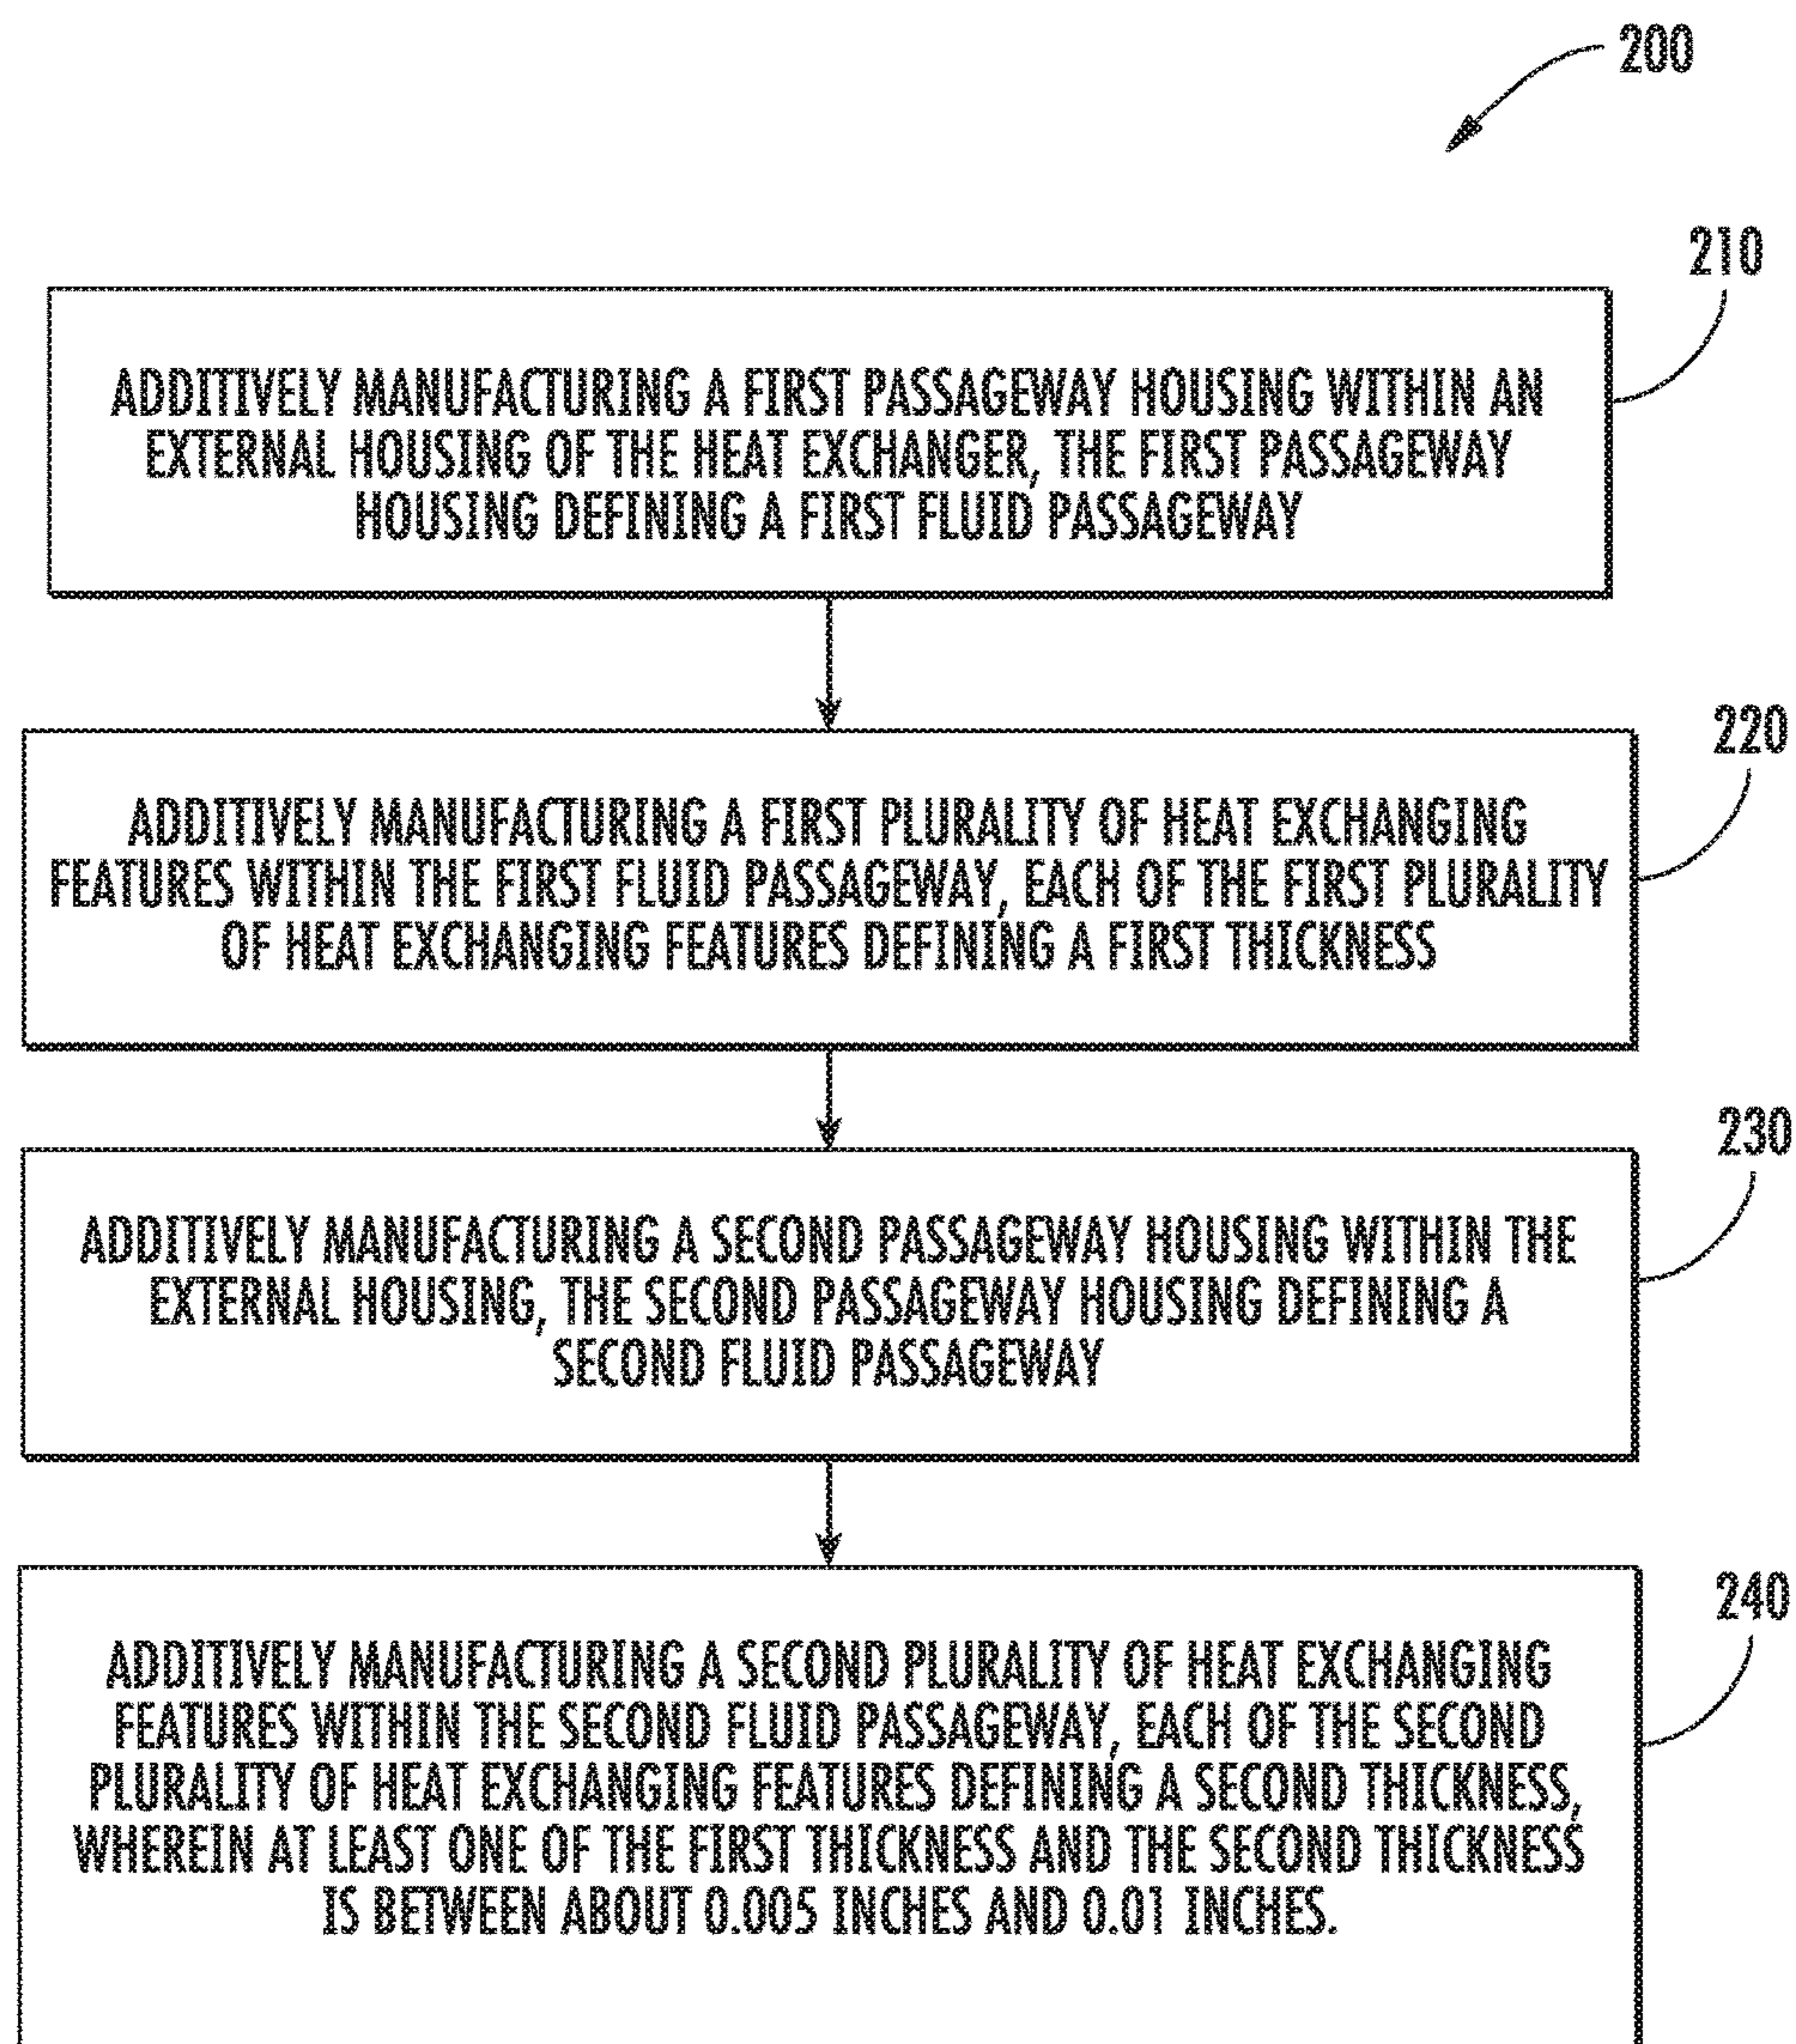 200
210
ADDITIVELY MANUFACTURING A FIRST PASSAGEWAY HOUSING WITHIN AN
EXTERNAL HOUSING OF THE HEAT EXCHANGER, THE FIRST PASSAGEWAY
HOUSING DEFINING A FIRST FLUID PASSAGEWAY
220
ADDITIVELY MANUFACTURING A FIRST PLURALITY OF HEAT EXCHANGING
FEATURES WITHIN THE FIRST FLUID PASSAGEWAY, EACH OF THE FIRST PLURALITY
OF HEAT EXCHANGING FEATURES DEFINING A FIRST THICKNESS
230
ADDITIVELY MANUFACTURING A SECOND PASSAGEWAY HOUSING WITHIN THE
EXTERNAL HOUSING, THE SECOND PASSAGEWAY HOUSING DEFINING A
SECOND FLUID PASSAGEWAY
240
ADDITIVELY MANUFACTURING A SECOND PLURALITY OF HEAT EXCHANGING
FEATURES WITHIN THE SECOND FLUID PASSAGEWAY, EACH OF THE SECOND
PLURALITY OF HEAT EXCHANGING FEATURES DEFINING A SECOND THICKNESS,
WHEREIN AT LEAST ONE OF THE FIRST THICKNESS AND THE SECOND THICKNESS
IS BETWEEN ABOUT 0.005 INCHES AND 0.01 INCHES.